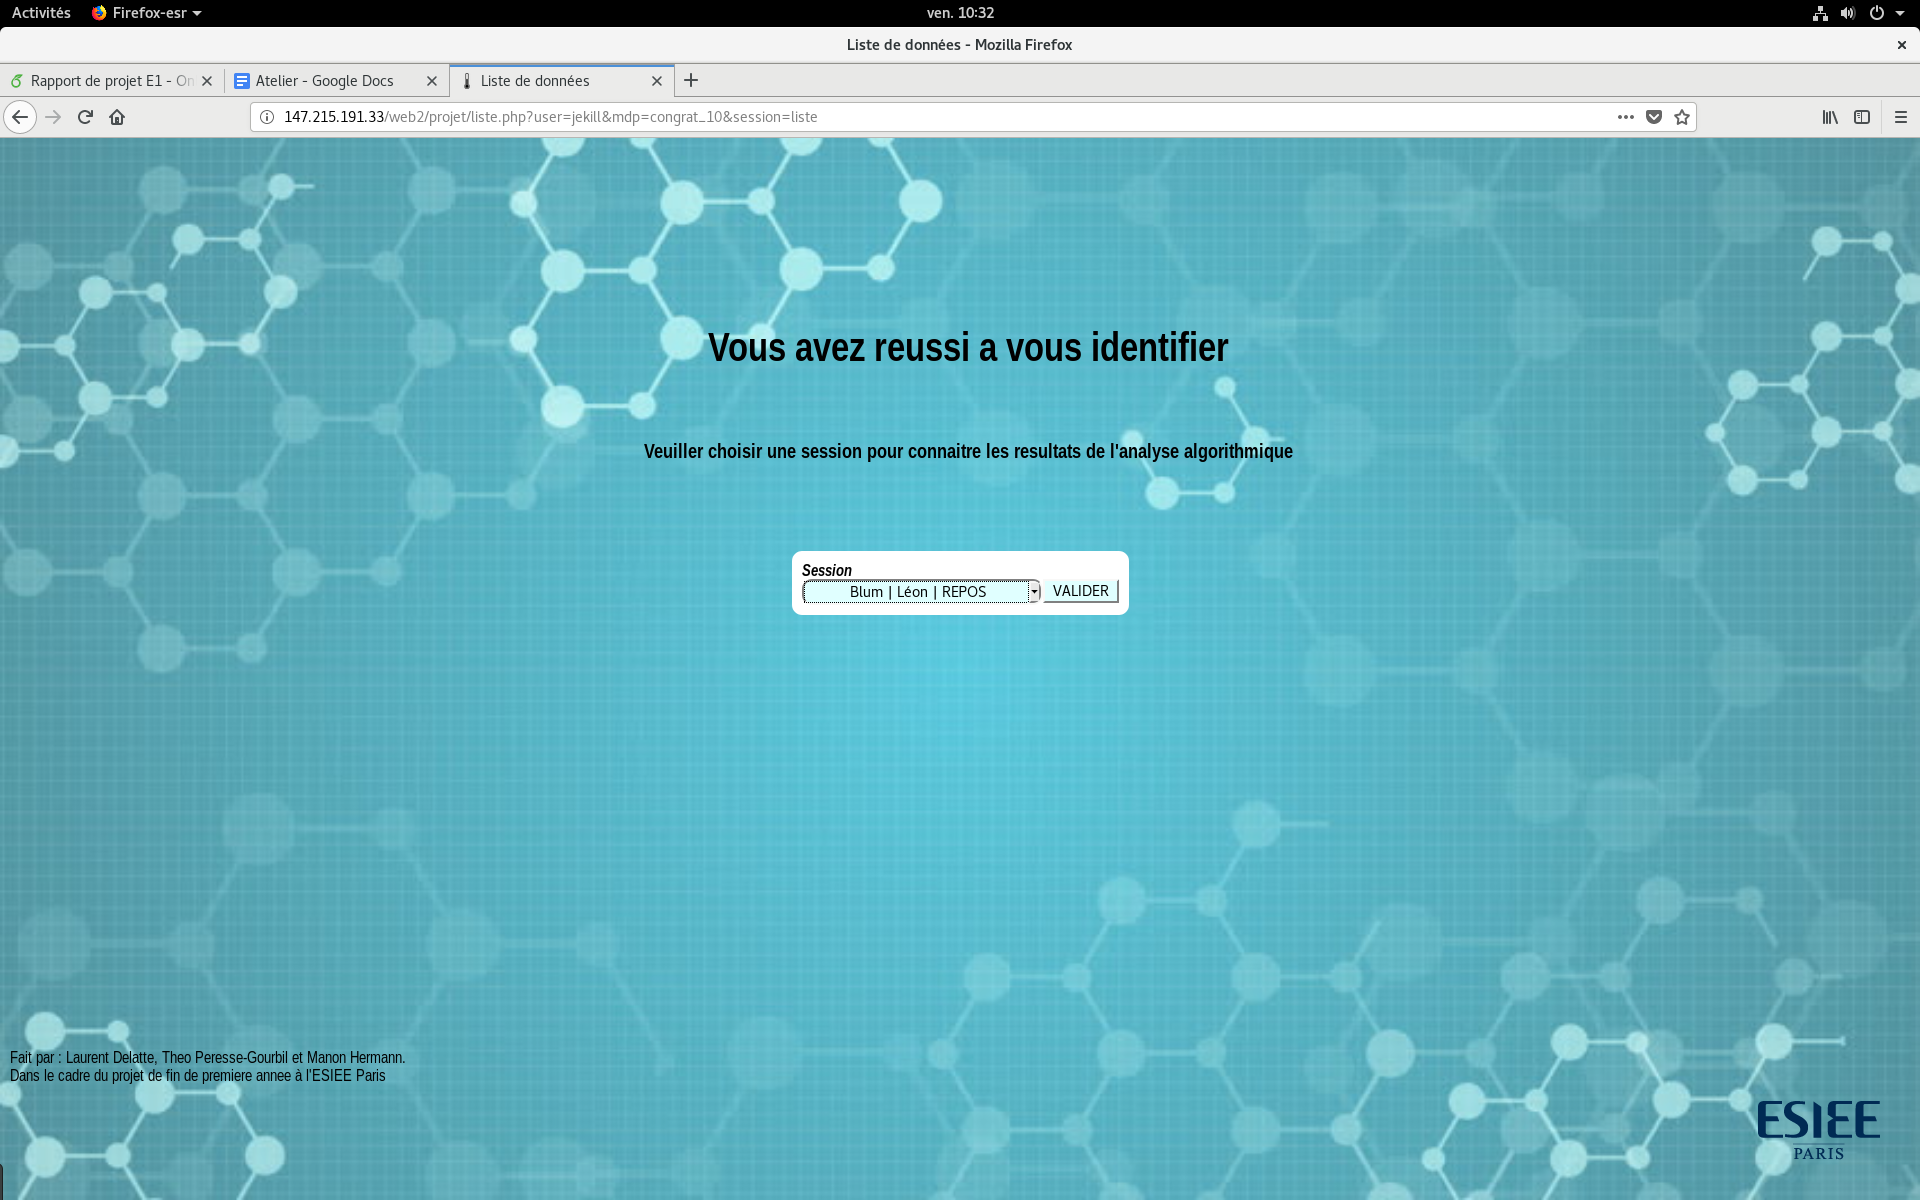 Activités Firefox-esr ven. 10:32
Liste de données - Mozilla Firefox
Rapport de projet E1 - On Atelier - Google Docs Liste de données
147.215.191.33/web2/projet/liste.php?user=jekill&mdp=congrat_10&session=liste
Vous avez reussi a vous identifier
Veuiller choisir une session pour connaitre les resultats de l'analyse algorithmique
Session
Blum | Léon | REPOS VALIDER
Fait par : Laurent Delatte, Theo Peresse-Gourbil et Manon Hermann.
Dans le cadre du projet de fin de premiere annee à l'ESIEE Paris
ESIEE
PARIS